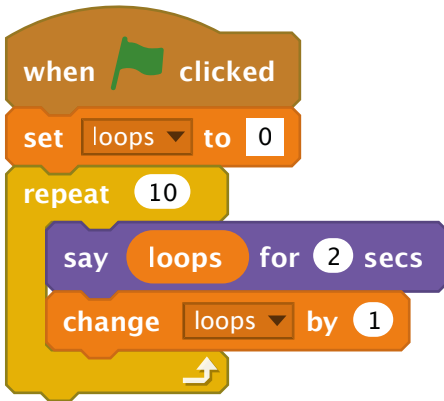 when clicked
set loops to 0
repeat 10
say loops for 2 secs
change loops by 1